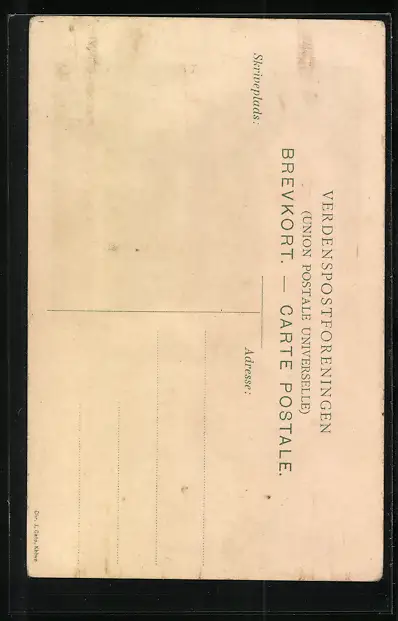 VERDENSPOSTFORENINGEN
(UNION POSTALE UNIVERSELLE)
BREVKORT. — CARTE POSTALE.
Skriveplads:
Adresse: